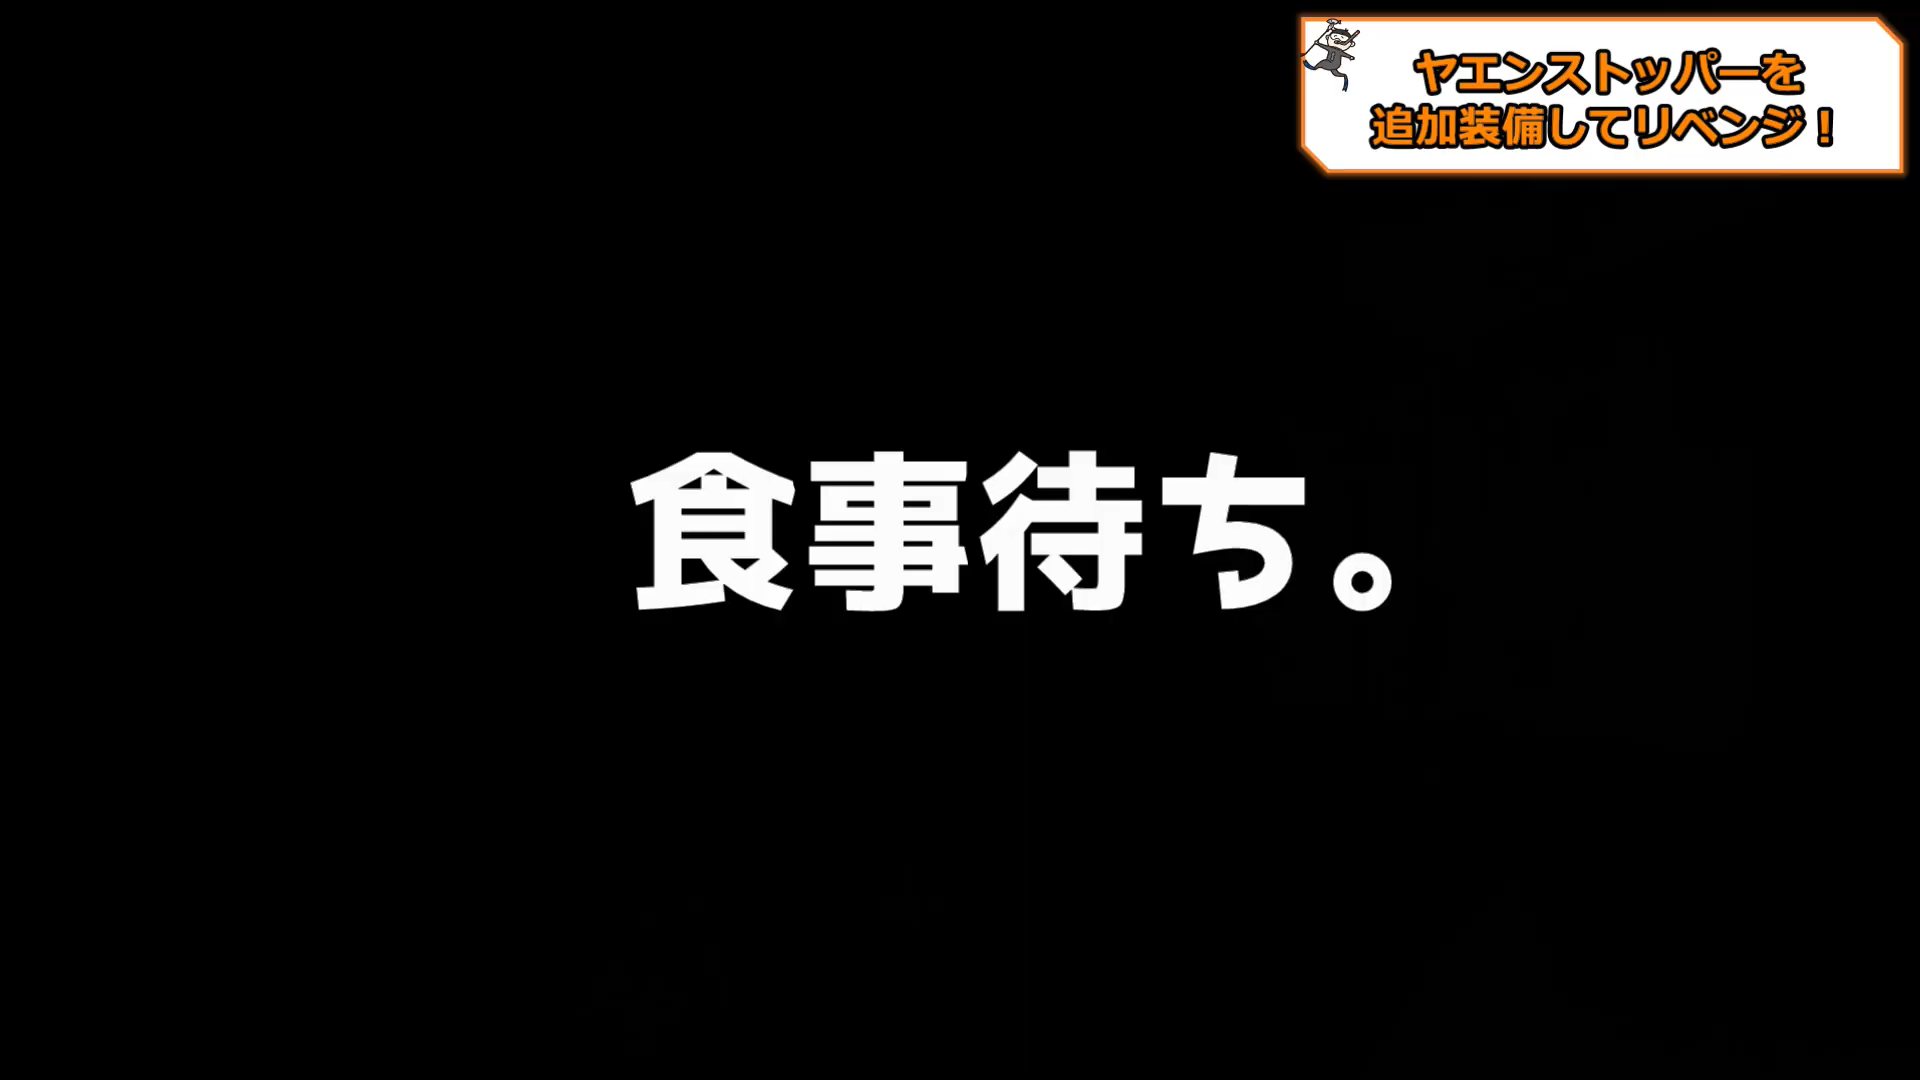 ヤエンストッパーを
追加装備してリベンジ！
食事待ち。